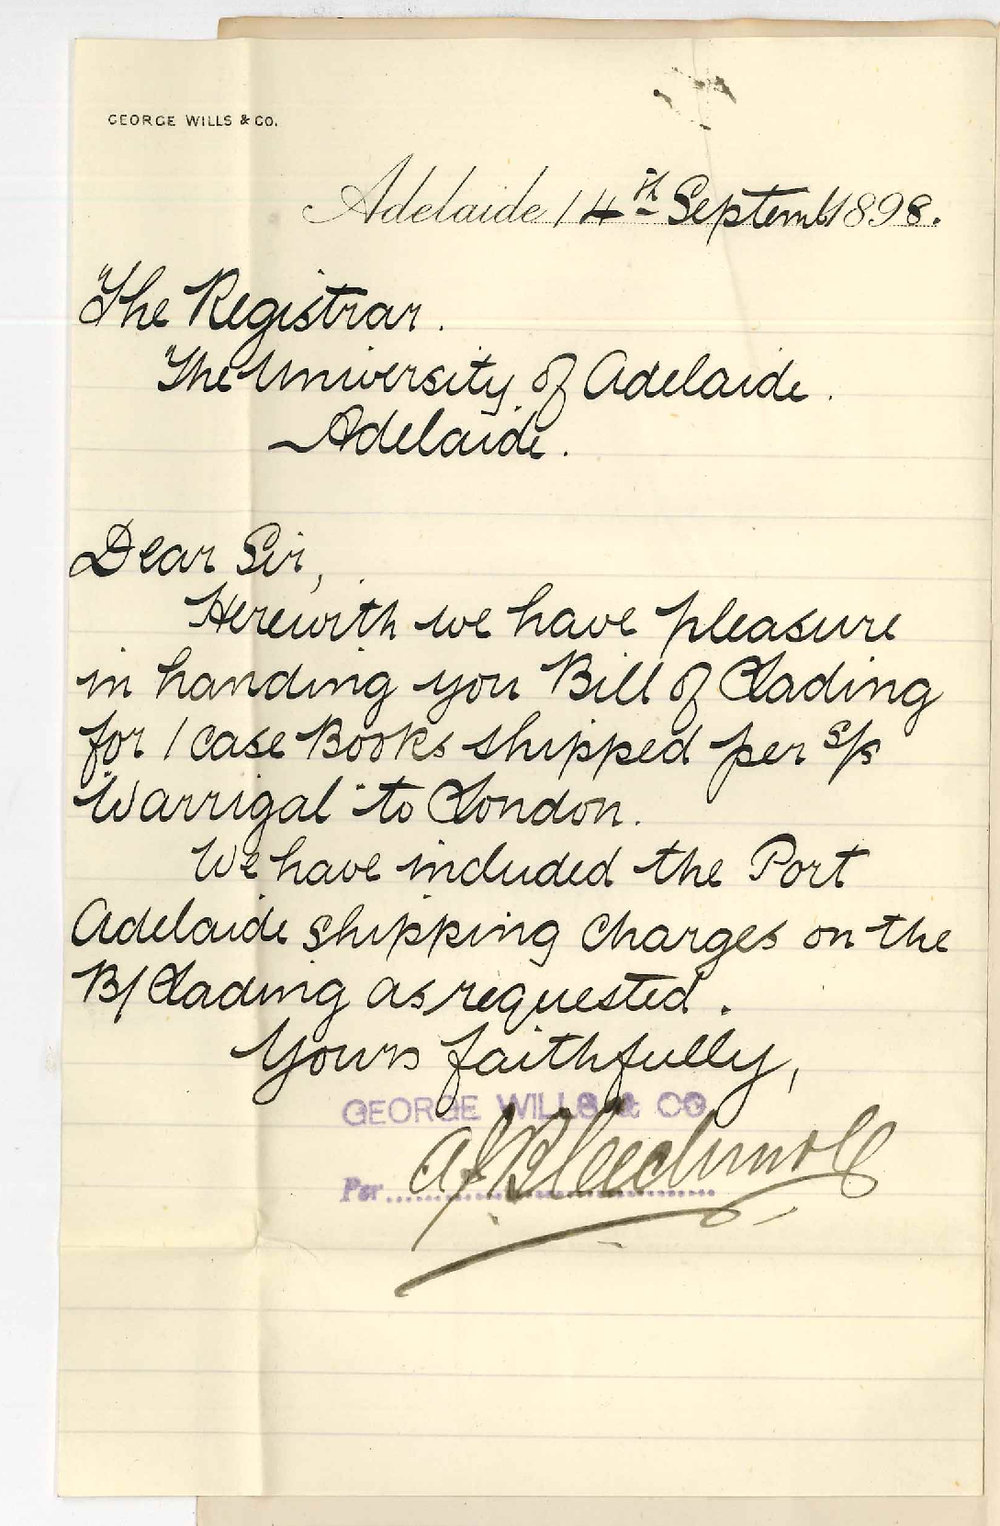 GEORGE WILLS & CO.
Adelaide 14th Septemb 1898.
The Registrar.
The University of Adelaide.
Adelaide.
Dear Sir,
Herewith we have pleasure
in handing you Bill of Lading
for 1 case Books shipped per s/s
"Warrigal" to London.
We have included the Port
Adelaide shipping charges on the
B/Lading as requested.
Yours faithfully,
GEORGE WILLS & CO
Per